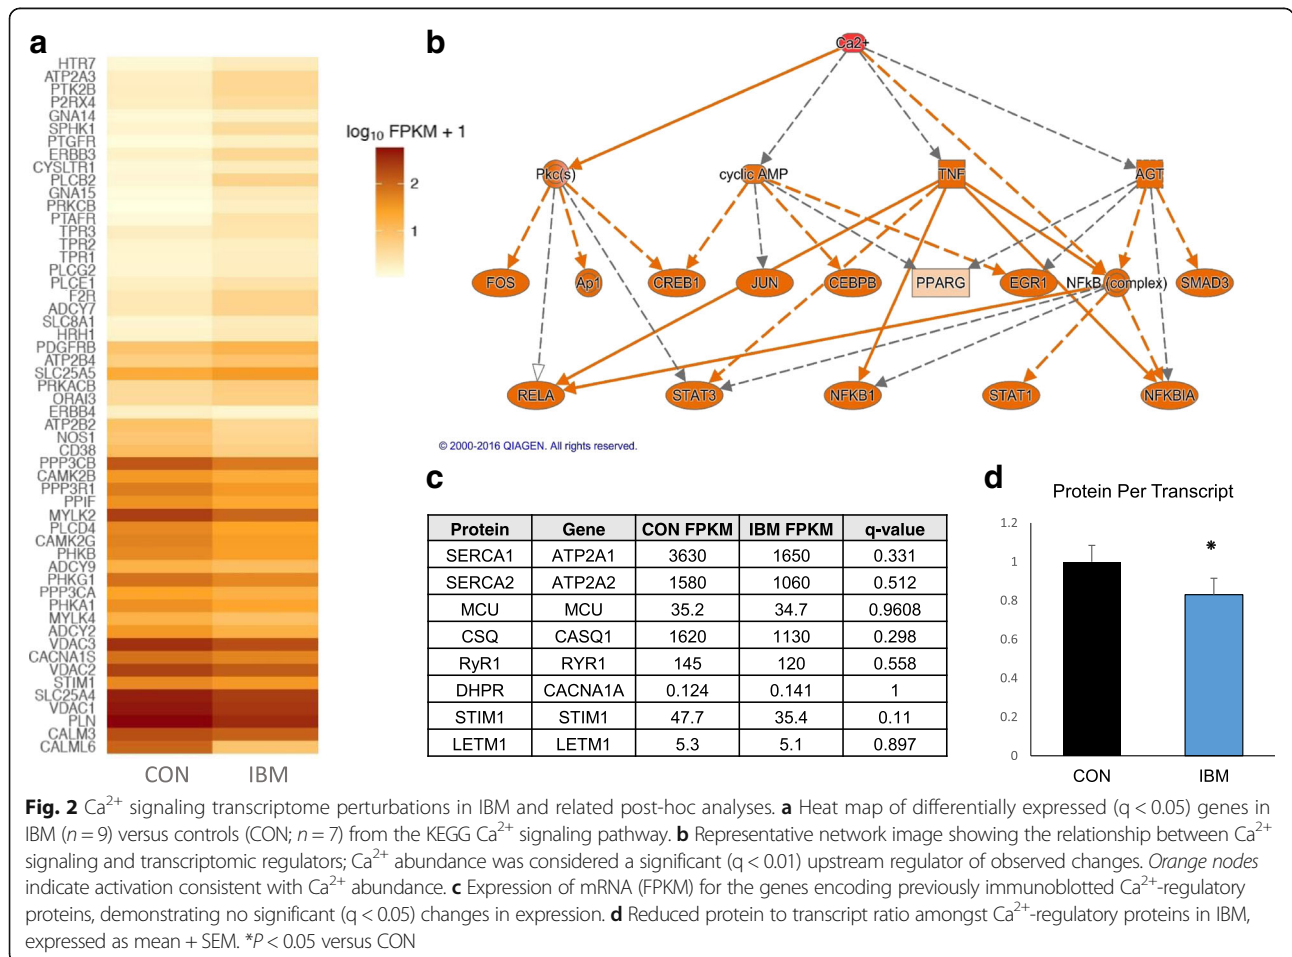 a
HTR7
ATP2A3
PTK2B
P2RX4
GNA14
SPHK1
PTGFR
ERBB3
CYSLTR1
PLCB2
GNA15
PRKCB
PTAFR
TPR3
TPR2
TPR1
PLCG2
PLCE1
F2R
ADCY7
SLC8A1
HRH1
PDGFRB
ATP2B4
SLC25A5
PRKACB
ORAI3
ERBB4
ATP2B2
NOS1
CD38
PPP3CB
CAMK2B
PPP3R1
PPIF
MYLK2
PLCD4
CAMK2G
PHKB
ADCY9
PHKG1
PPP3CA
PHKA1
MYLK4
ADCY2
VDAC3
CACNA1S
VDAC2
STIM1
SLC25A4
VDAC1
PLN
CALM3
CALML6
CON IBM
log₁₀ FPKM + 1
2
1
b
Ca2+
Pkc(s) cyclic AMP TNF AGT
FOS Ap1 CREB1 JUN CEBPB PPARG EGR1 NFkB (complex) SMAD3
RELA STAT3 NFKB1 STAT1 NFKBIA
© 2000-2016 QIAGEN. All rights reserved.
c
Protein Gene CON FPKM IBM FPKM q-value
SERCA1 ATP2A1 3630 1650 0.331
SERCA2 ATP2A2 1580 1060 0.512
MCU MCU 35.2 34.7 0.9608
CSQ CASQ1 1620 1130 0.298
RyR1 RYR1 145 120 0.558
DHPR CACNA1A 0.124 0.141 1
STIM1 STIM1 47.7 35.4 0.11
LETM1 LETM1 5.3 5.1 0.897
d
Protein Per Transcript
1.2
1
0.8
0.6
0.4
0.2
0
*
CON IBM
Fig. 2 Ca²⁺ signaling transcriptome perturbations in IBM and related post-hoc analyses. a Heat map of differentially expressed (q < 0.05) genes in
IBM (n = 9) versus controls (CON; n = 7) from the KEGG Ca²⁺ signaling pathway. b Representative network image showing the relationship between Ca²⁺
signaling and transcriptomic regulators; Ca²⁺ abundance was considered a significant (q < 0.01) upstream regulator of observed changes. Orange nodes
indicate activation consistent with Ca²⁺ abundance. c Expression of mRNA (FPKM) for the genes encoding previously immunoblotted Ca²⁺-regulatory
proteins, demonstrating no significant (q < 0.05) changes in expression. d Reduced protein to transcript ratio amongst Ca²⁺-regulatory proteins in IBM,
expressed as mean + SEM. *P < 0.05 versus CON